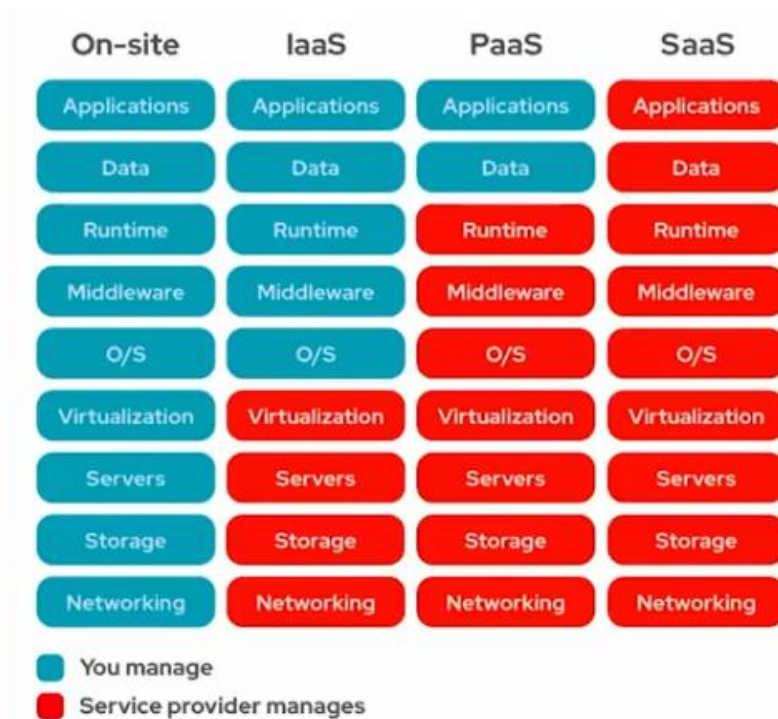 On-site IaaS PaaS SaaS
Applications Applications Applications Applications
Data Data Data Data
Runtime Runtime Runtime Runtime
Middleware Middleware Middleware Middleware
O/S O/S O/S O/S
Virtualization Virtualization Virtualization Virtualization
Servers Servers Servers Servers
Storage Storage Storage Storage
Networking Networking Networking Networking
You manage
Service provider manages